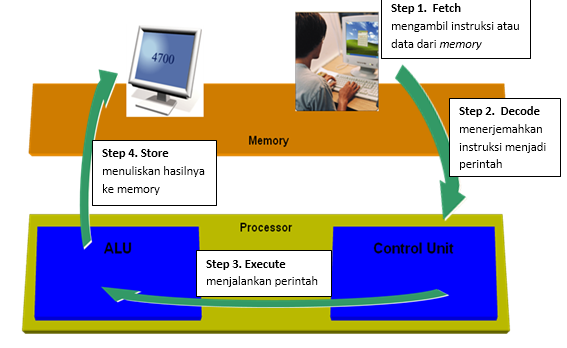 Step 1. Fetch
mengambil instruksi atau
data dari memory
4700
Step 2. Decode
menerjemahkan
instruksi menjadi
perintah
Memory
Step 4. Store
menuliskan hasilnya
ke memory
Processor
ALU
Control Unit
Step 3. Execute
menjalankan perintah